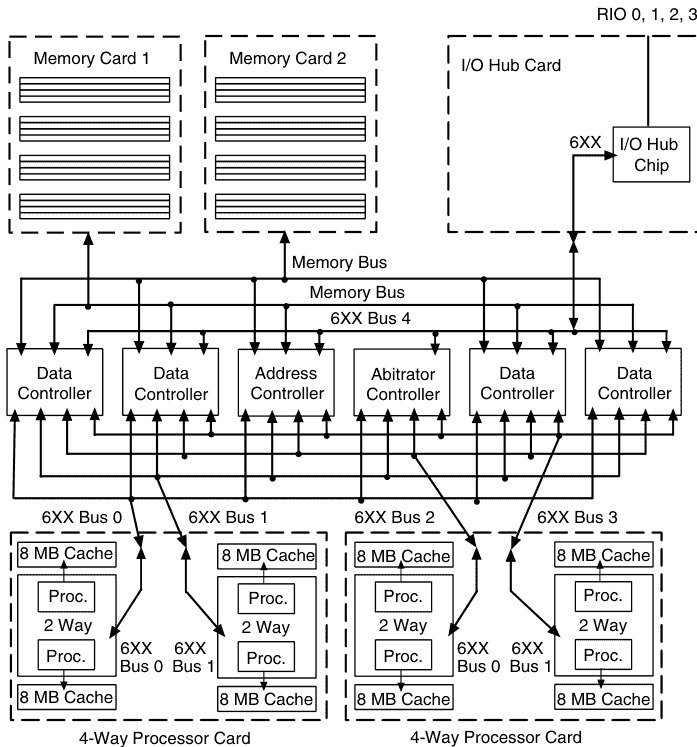 RIO 0, 1, 2, 3
Memory Card 1
Memory Card 2
I/O Hub Card
6XX
I/O Hub
Chip
Memory Bus
Memory Bus
6XX Bus 4
Data
Controller
Data
Controller
Address
Controller
Abitrator
Controller
Data
Controller
Data
Controller
6XX Bus 0
6XX Bus 1
6XX Bus 2
6XX Bus 3
8 MB Cache
Proc.
2 Way
Proc.
8 MB Cache
6XX
Bus 0
6XX
Bus 1
8 MB Cache
Proc.
2 Way
Proc.
8 MB Cache
4-Way Processor Card
8 MB Cache
Proc.
2 Way
Proc.
8 MB Cache
6XX
Bus 0
6XX
Bus 1
8 MB Cache
Proc.
2 Way
Proc.
8 MB Cache
4-Way Processor Card